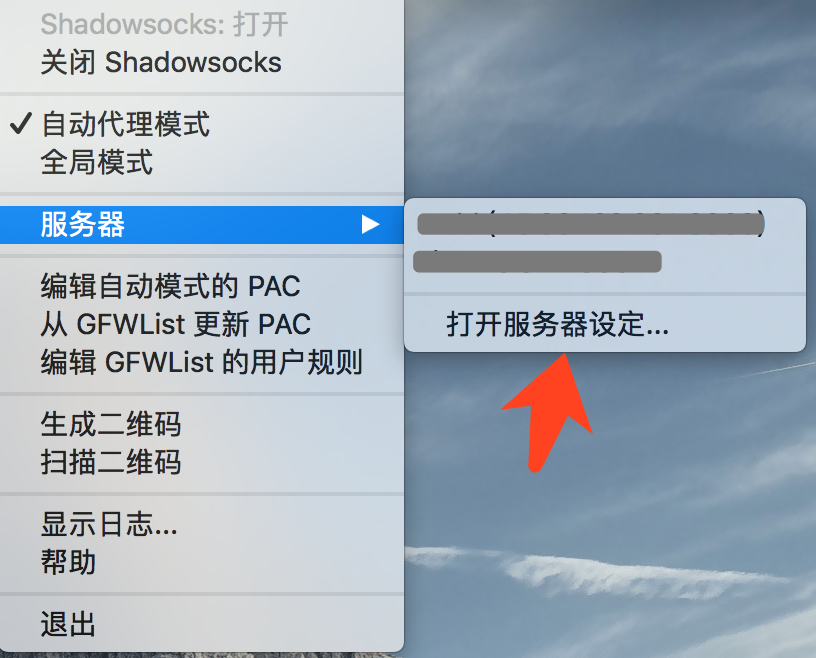 Shadowsocks: 打开
关闭 Shadowsocks
自动代理模式
全局模式
服务器
打开服务器设定...
编辑自动模式的 PAC
从 GFWList 更新 PAC
编辑 GFWList 的用户规则
生成二维码
扫描二维码
显示日志...
帮助
退出